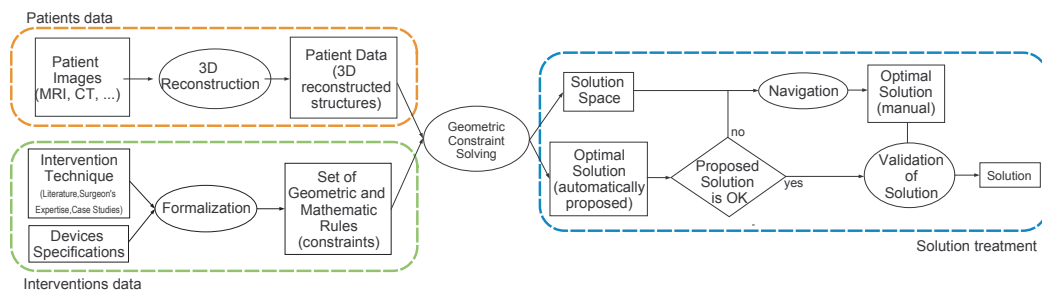 Patients data
Patient
Images
(MRI, CT, ...)
3D
Reconstruction
Patient Data
(3D
reconstructed
structures)
Intervention
Technique
(Literature,Surgeon's
Expertise,Case Studies)
Devices
Specifications
Formalization
Set of
Geometric and
Mathematic
Rules
(constraints)
Interventions data
Geometric
Constraint
Solving
Solution
Space
Optimal
Solution
(automatically
proposed)
no
Proposed
Solution
is OK
yes
Navigation
Optimal
Solution
(manual)
Validation
of
Solution
Solution
Solution treatment